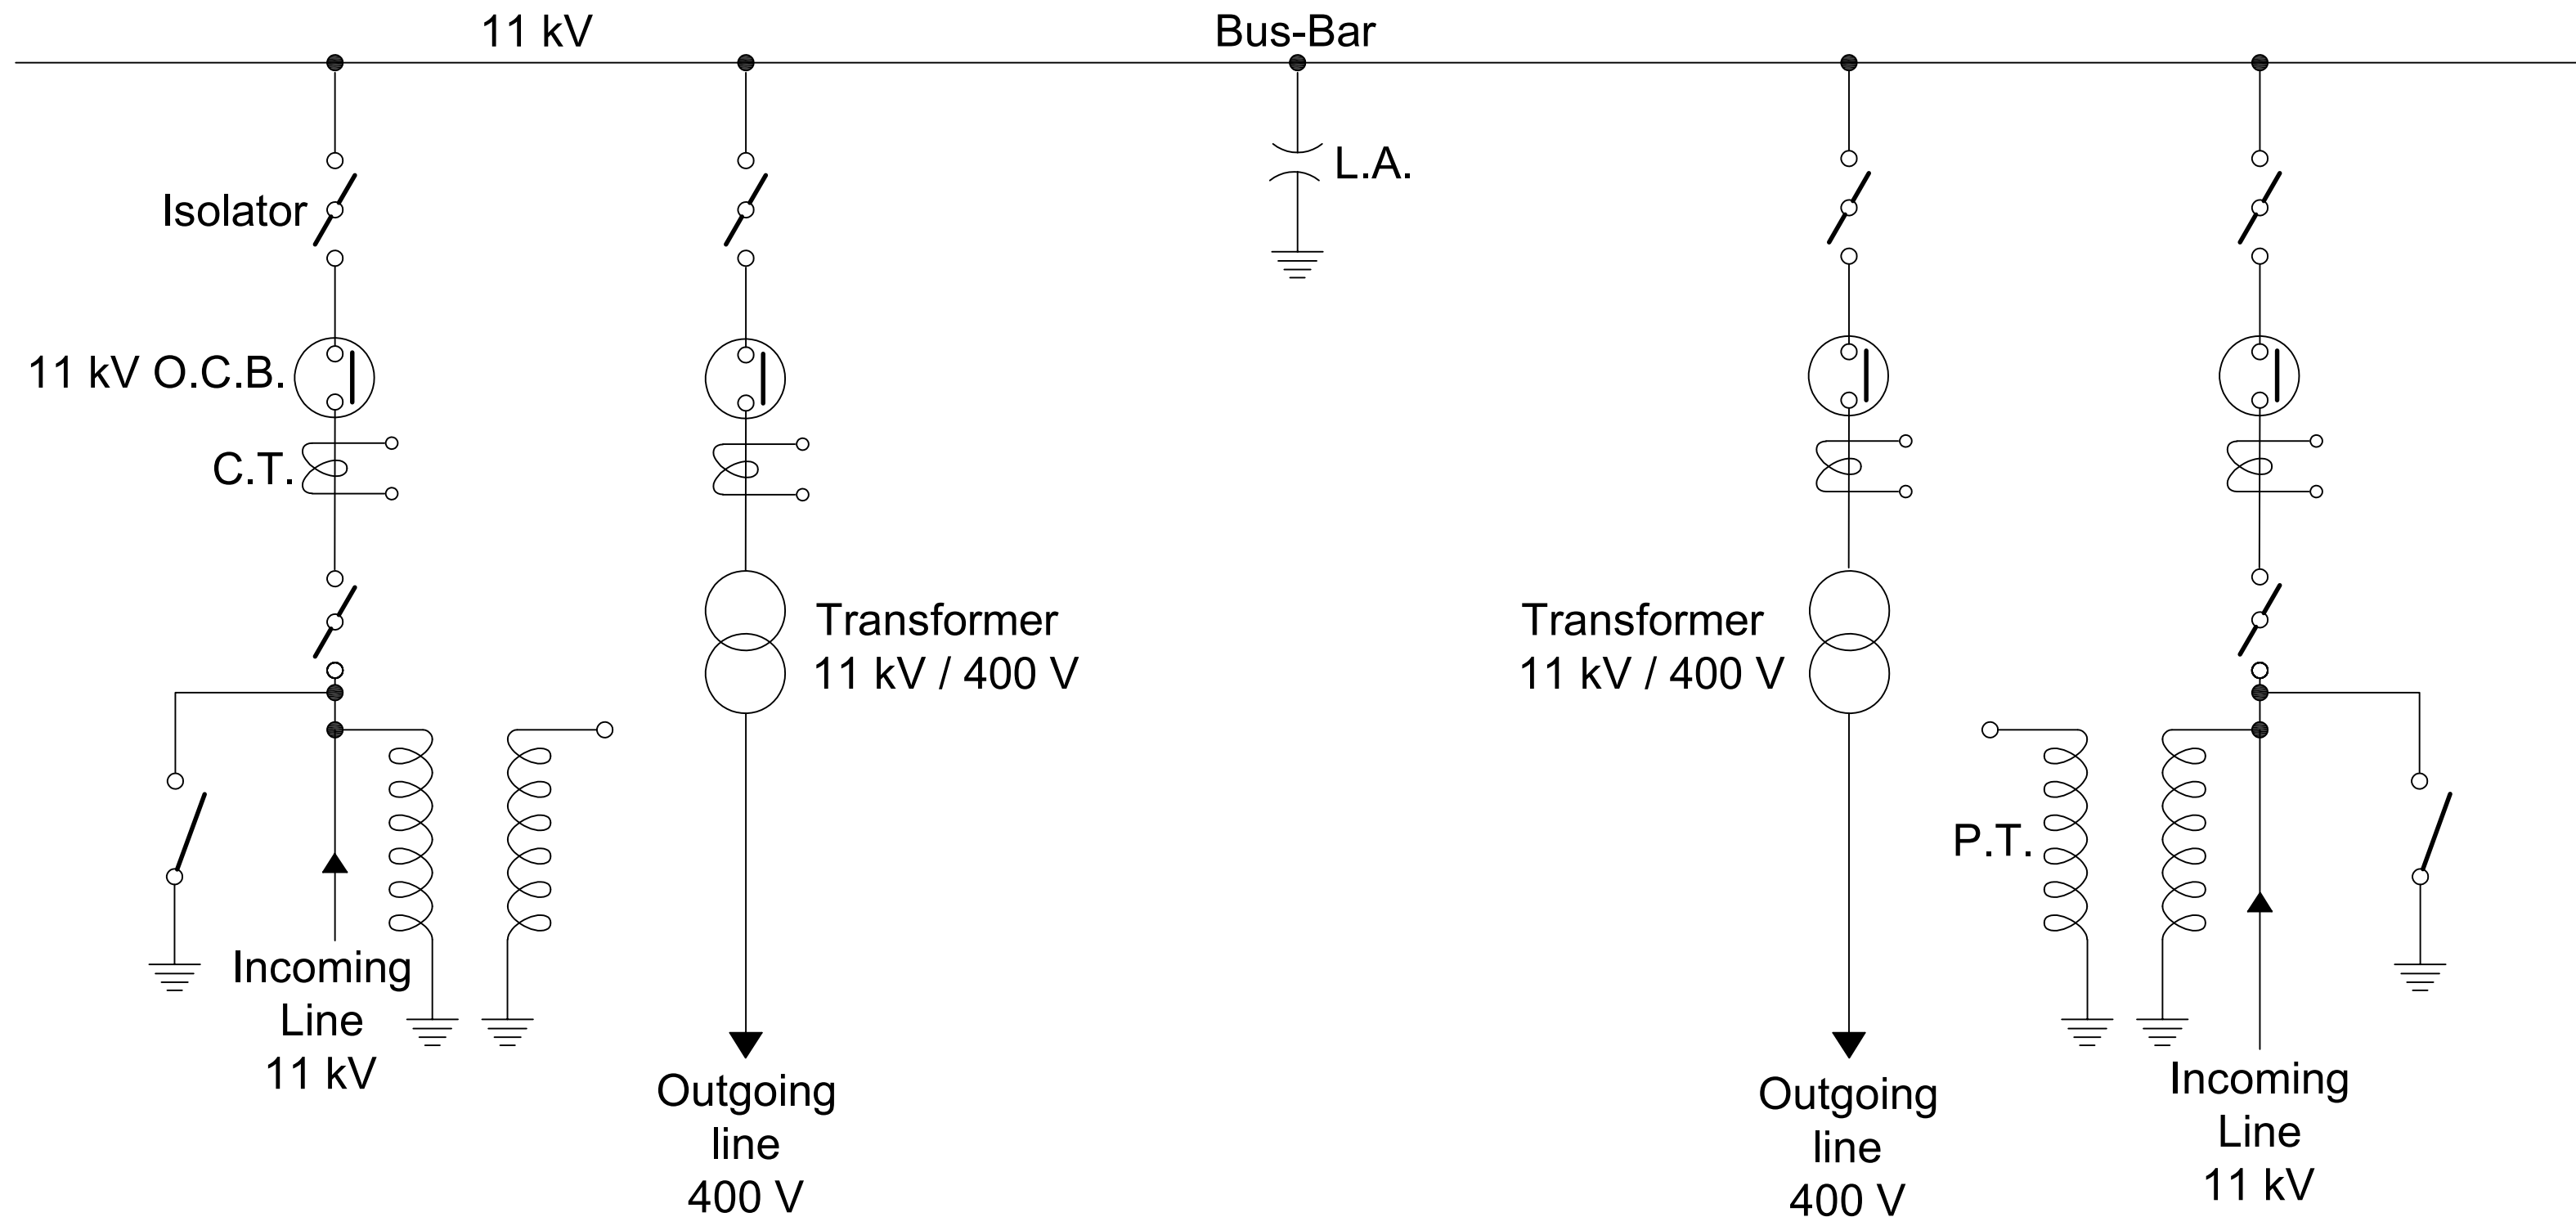 11 kV
Bus-Bar
L.A.
Isolator
11 kV O.C.B.
C.T.
Transformer
11 kV / 400 V
Transformer
11 kV / 400 V
P.T.
Incoming
Line
11 kV
Outgoing
line
400 V
Outgoing
line
400 V
Incoming
Line
11 kV